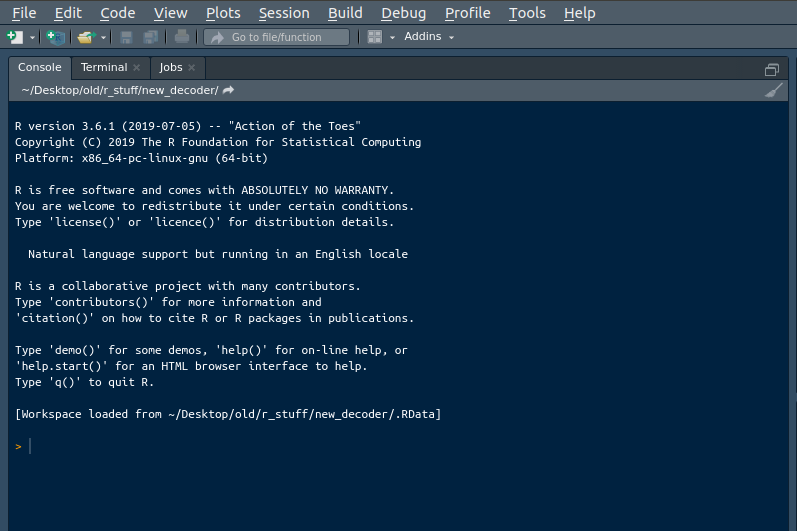 File Edit Code View Plots Session Build Debug Profile Tools Help
Go to file/function Addins
Console Terminal Jobs
~/Desktop/old/r_stuff/new_decoder/
R version 3.6.1 (2019-07-05) -- "Action of the Toes"
Copyright (C) 2019 The R Foundation for Statistical Computing
Platform: x86_64-pc-linux-gnu (64-bit)
R is free software and comes with ABSOLUTELY NO WARRANTY.
You are welcome to redistribute it under certain conditions.
Type 'license()' or 'licence()' for distribution details.
Natural language support but running in an English locale
R is a collaborative project with many contributors.
Type 'contributors()' for more information and
'citation()' on how to cite R or R packages in publications.
Type 'demo()' for some demos, 'help()' for on-line help, or
'help.start()' for an HTML browser interface to help.
Type 'q()' to quit R.
[Workspace loaded from ~/Desktop/old/r_stuff/new_decoder/.RData]
>